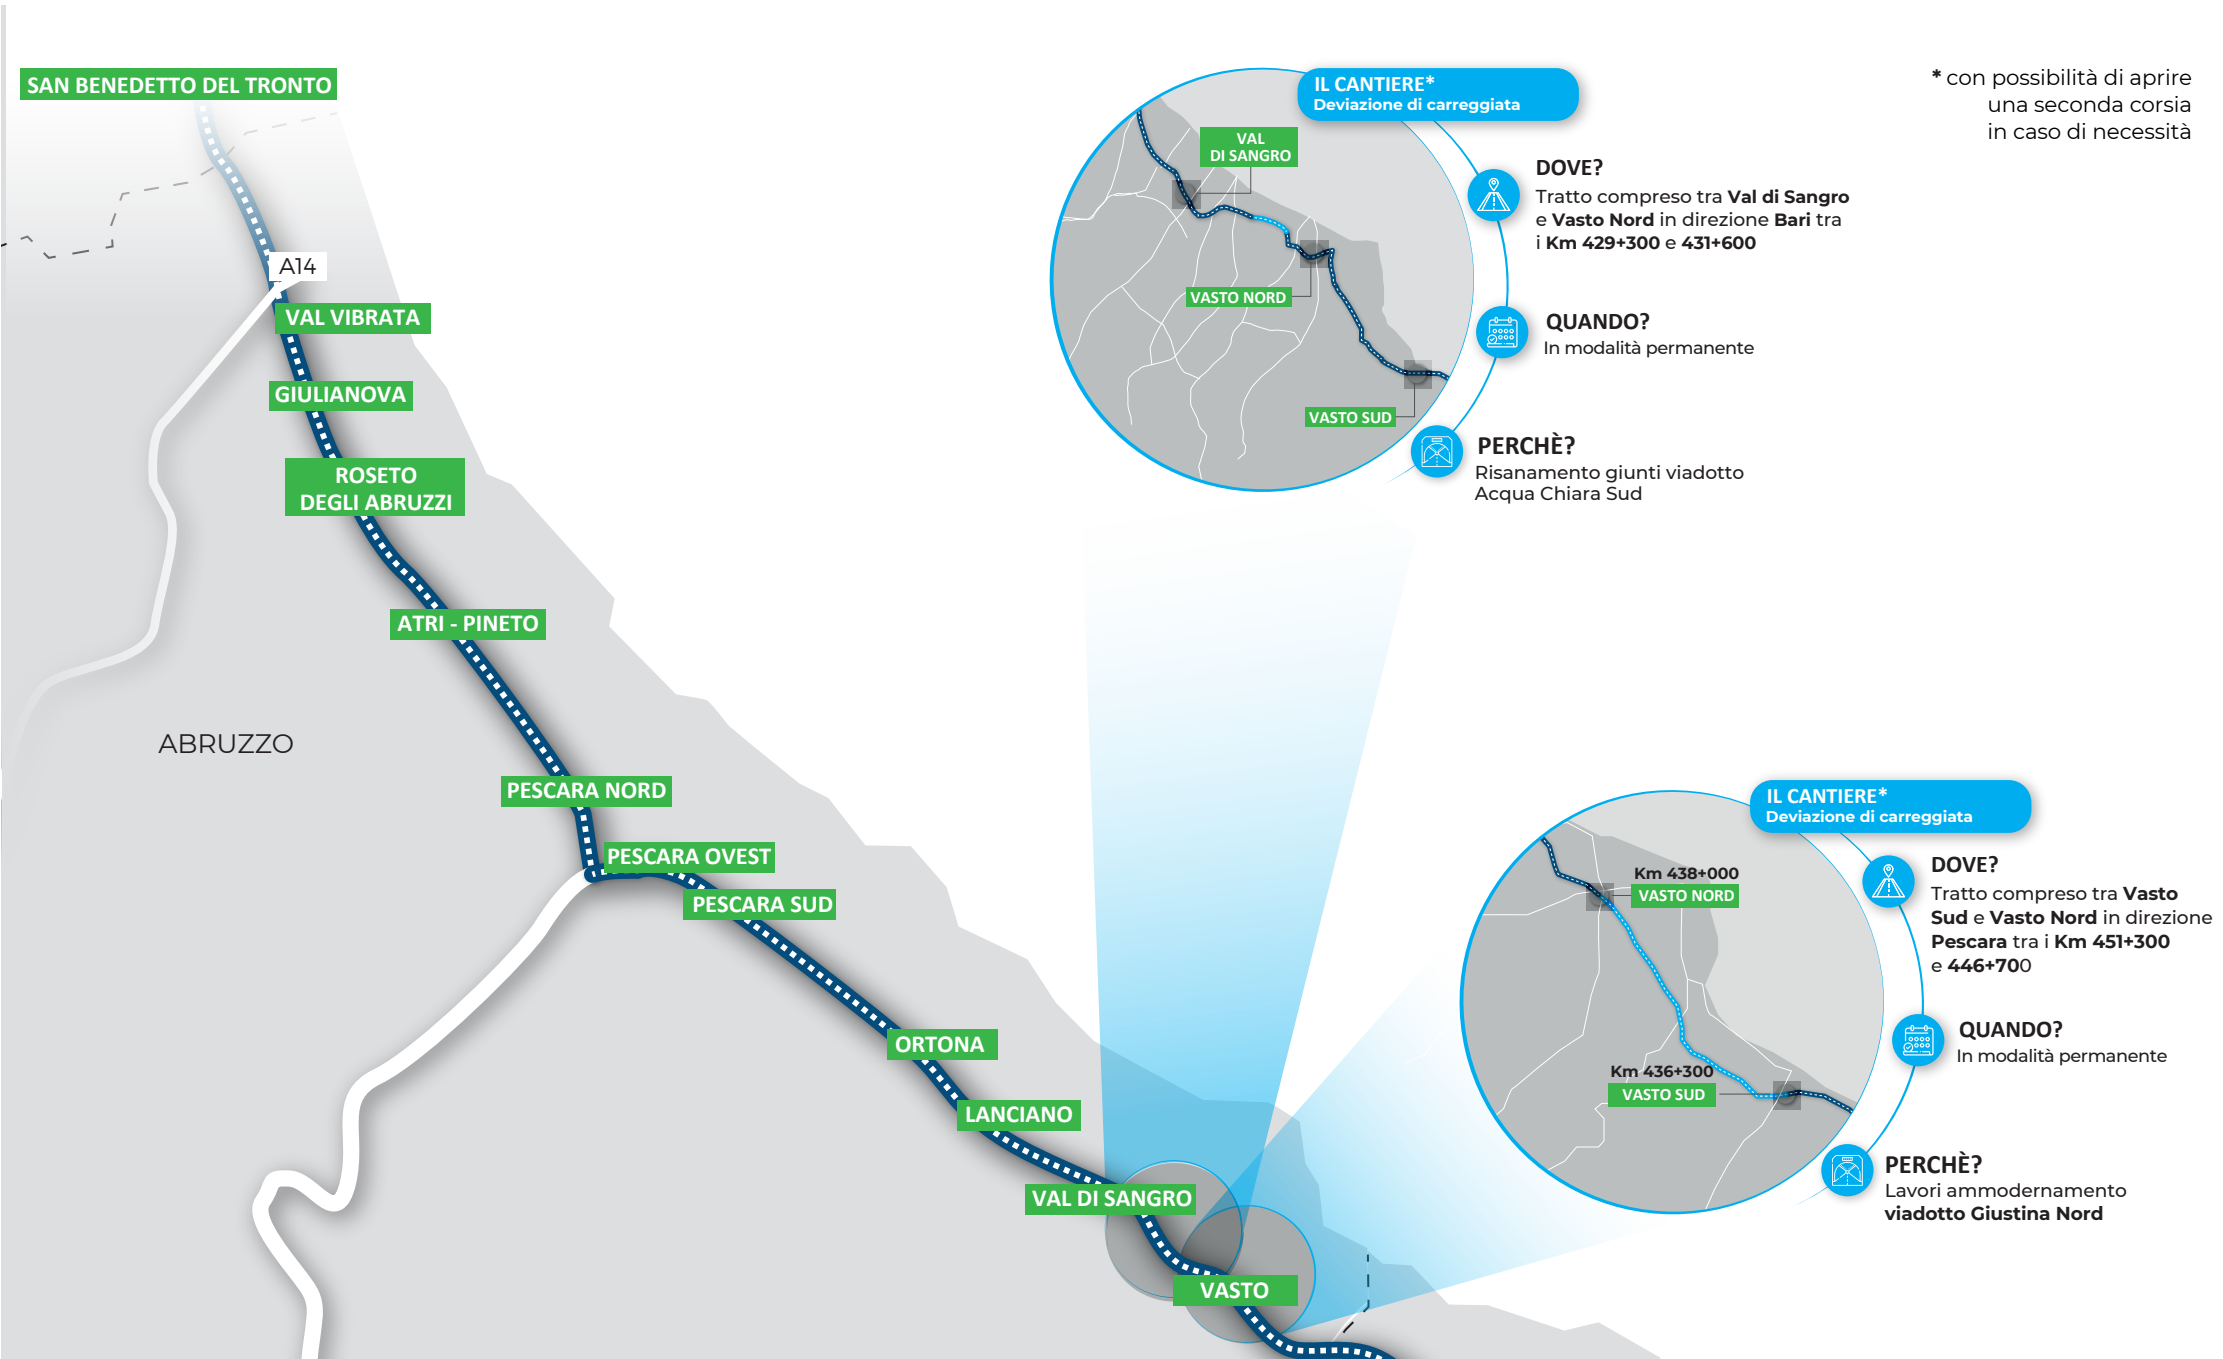 SAN BENEDETTO DEL TRONTO
A14
VAL VIBRATA
GIULIANOVA
ROSETO
DEGLI ABRUZZI
ATRI - PINETO
ABRUZZO
PESCARA NORD
PESCARA OVEST
PESCARA SUD
ORTONA
LANCIANO
VAL DI SANGRO
VASTO
IL CANTIERE*
Deviazione di carreggiata
VAL
DI SANGRO
VASTO NORD
VASTO SUD
DOVE?
Tratto compreso tra Val di Sangro
e Vasto Nord in direzione Bari tra
i Km 429+300 e 431+600
QUANDO?
In modalità permanente
PERCHÈ?
Risanamento giunti viadotto
Acqua Chiara Sud
* con possibilità di aprire
una seconda corsia
in caso di necessità
IL CANTIERE*
Deviazione di carreggiata
Km 438+000
VASTO NORD
Km 436+300
VASTO SUD
DOVE?
Tratto compreso tra Vasto
Sud e Vasto Nord in direzione
Pescara tra i Km 451+300
e 446+700
QUANDO?
In modalità permanente
PERCHÈ?
Lavori ammodernamento
viadotto Giustina Nord